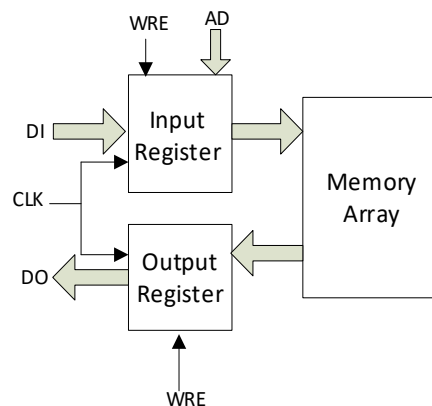 WRE
AD
DI
Input
Register
CLK
Memory
Array
DO
Output
Register
WRE